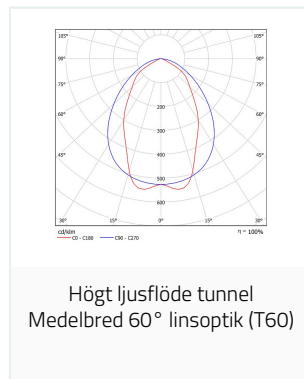 105° 105°
90° 90°
75° 75°
200
60° 300 60°
400
45° 45°
500
600
30° 15° 0° 15° 30°
cd/klm η = 100%
C0 - C180 C90 - C270
Högt ljusflöde tunnel
Medelbred 60° linsoptik (T60)